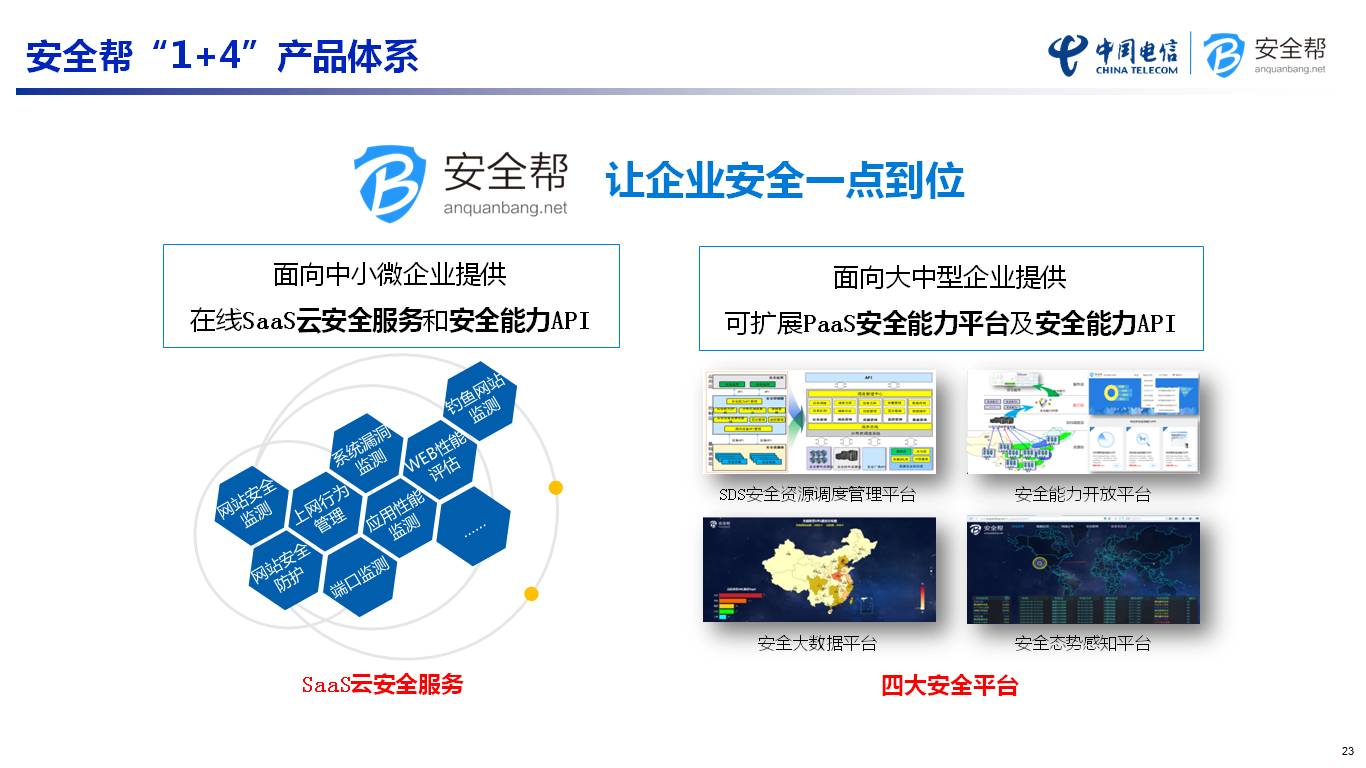 安全帮“1+4”产品体系
中国电信
CHINA TELECOM
安全帮
anquanbang.net
安全帮
anquanbang.net
让企业安全一点到位
面向中小微企业提供
在线SaaS云安全服务和安全能力API
面向大中型企业提供
可扩展PaaS安全能力平台及安全能力API
钓鱼网站
监测
系统漏洞
监测
WEB性能
评估
网站安全
监测
上网行为
管理
应用性能
监测
......
网站安全
防护
端口监测
API
SDS安全资源调度管理平台
安全能力开放平台
安全帮
安全帮
安全大数据平台
安全态势感知平台
SaaS云安全服务
四大安全平台
23